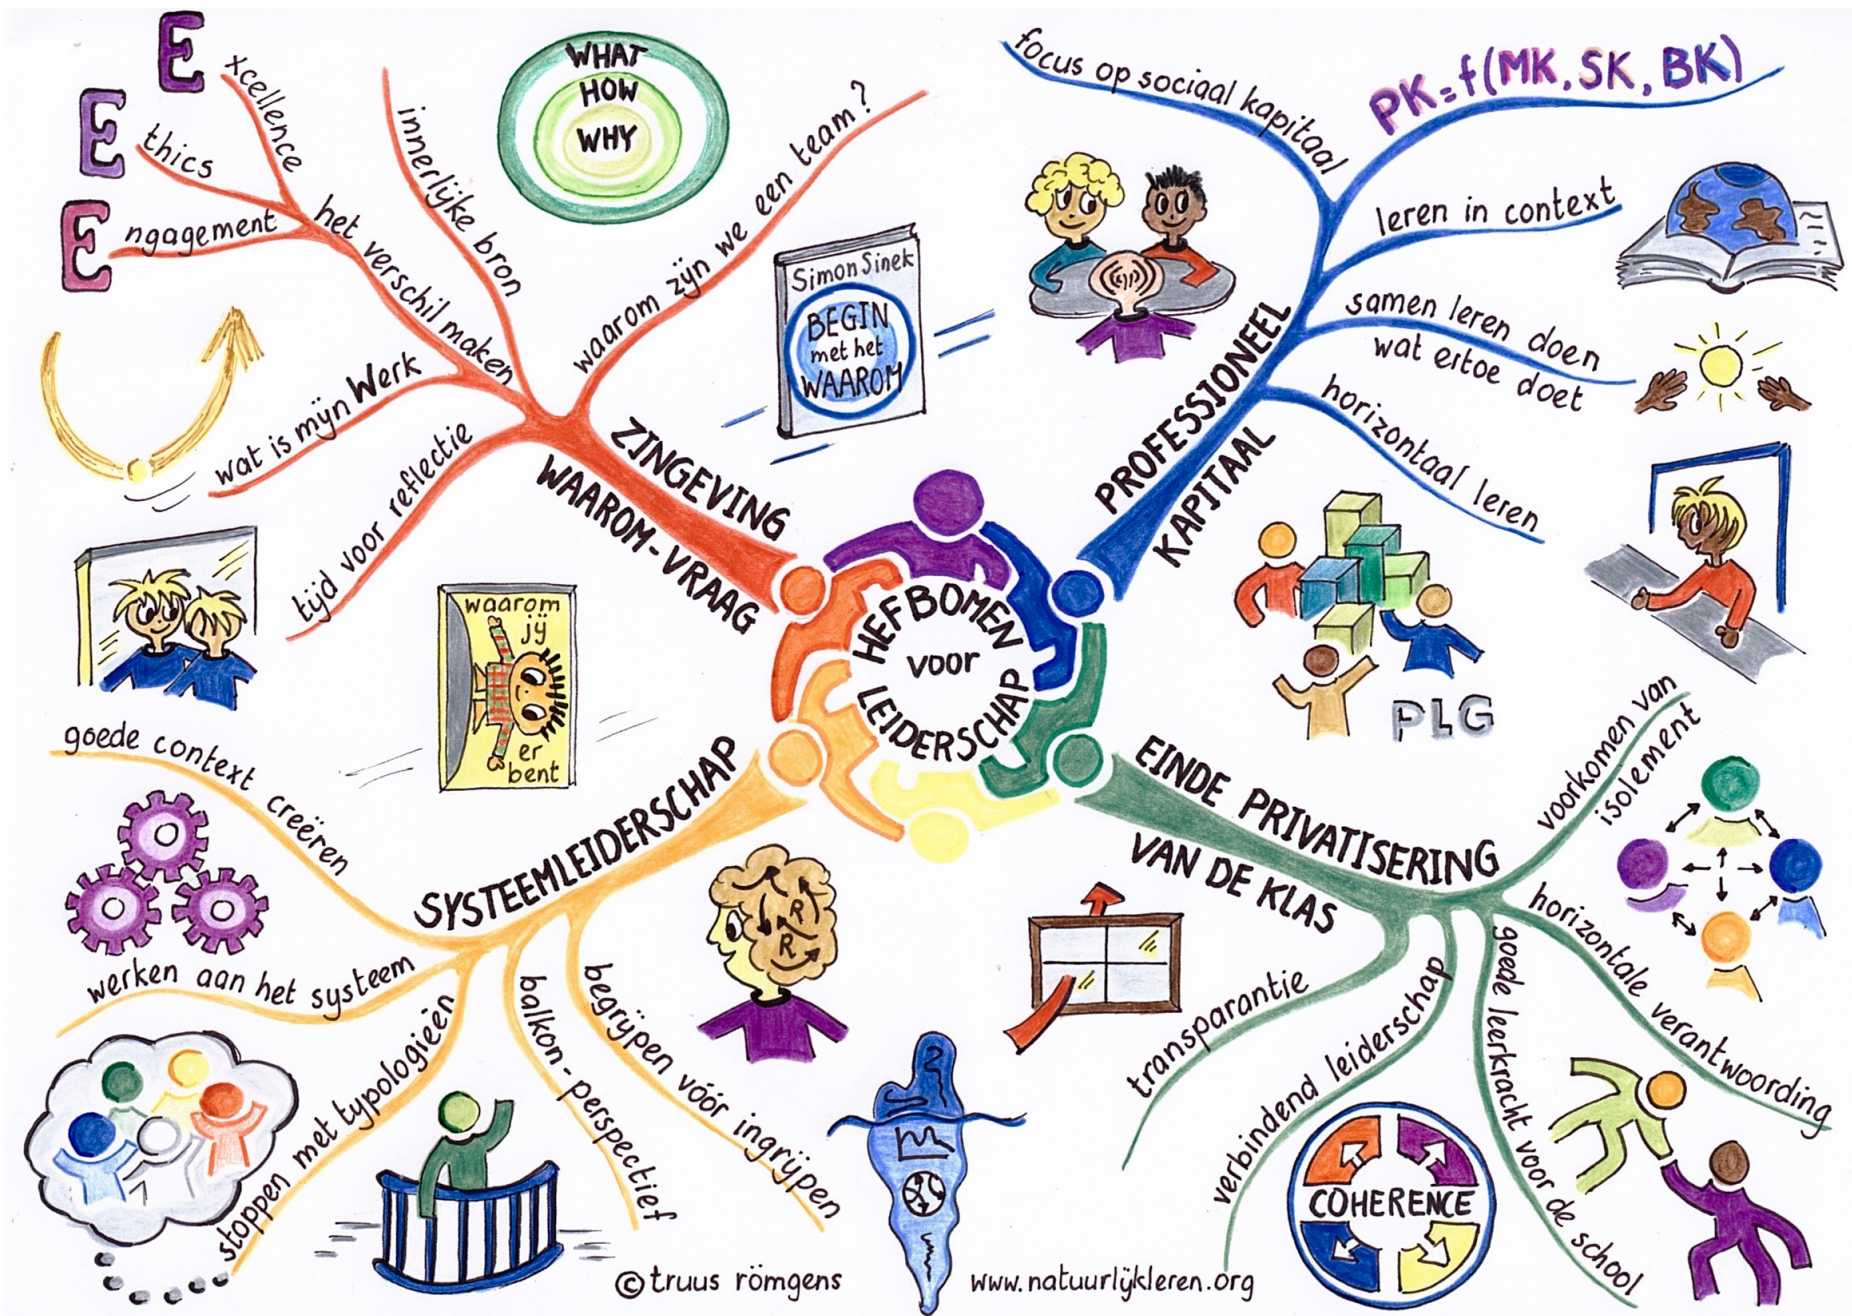 HEFBOMEN
voor
LEIDERSCHAP
ZINGEVING
WAAROM-VRAAG
het verschil maken
Excellence
Ethics
Engagement
innerlijke bron
waarom zijn we een team?
wat is mijn Werk
tijd voor reflectie
WHAT
HOW
WHY
Simon Sinek
BEGIN
met het
WAAROM
waarom
jij
er
bent
PROFESSIONEEL
KAPITAAL
focus op sociaal kapitaal
PK=f(MK, SK, BK)
leren in context
samen leren doen
wat ertoe doet
horizontaal leren
PLG
EINDE PRIVATISERING
VAN DE KLAS
voorkomen van
isolement
horizontale verantwoording
goede leerkracht voor de school
verbindend leiderschap
transparantie
COHERENCE
SYSTEEMLEIDERSCHAP
goede context creëren
werken aan het systeem
stoppen met typologieën
balkon-perspectief
begrijpen vóór ingrijpen
R
R
© truus römgens
www.natuurlijkleren.org